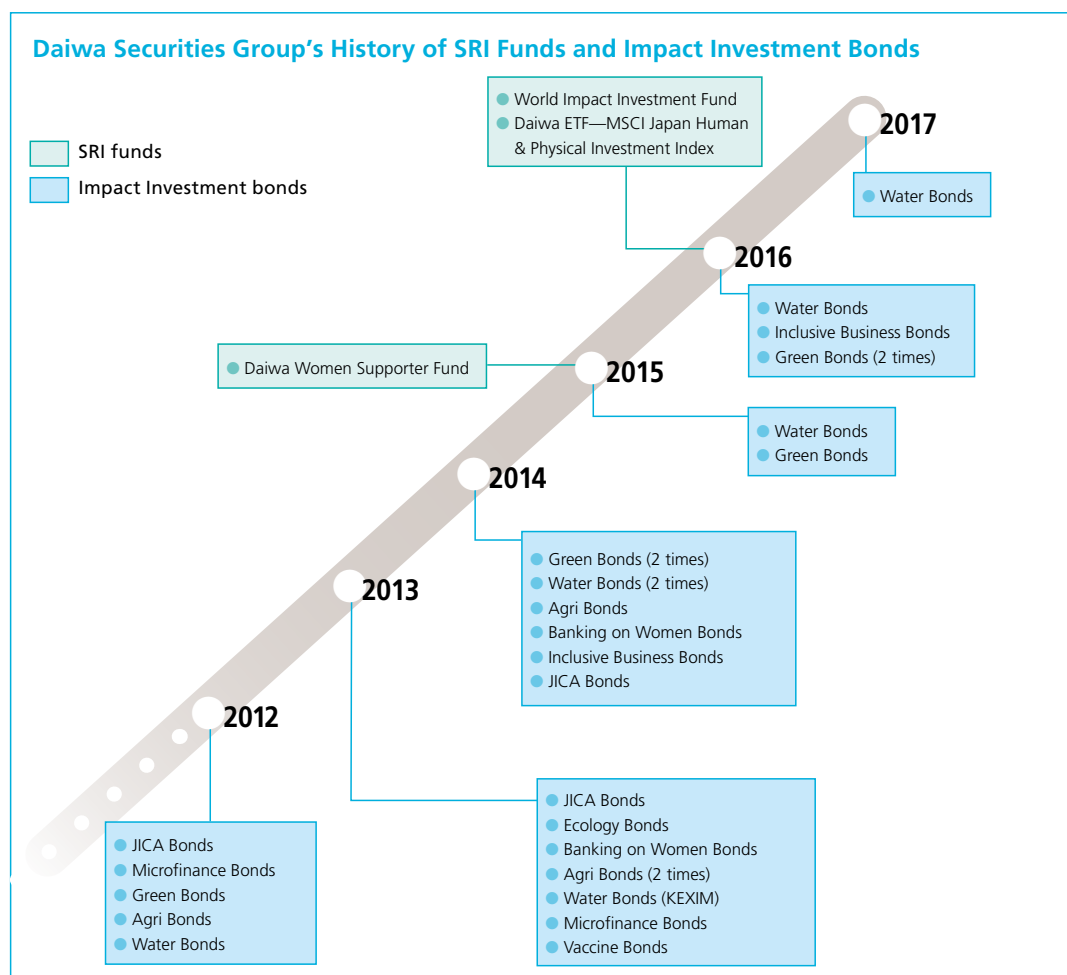 Daiwa Securities Group's History of SRI Funds and Impact Investment Bonds
SRI funds
Impact Investment bonds
World Impact Investment Fund
Daiwa ETF—MSCI Japan Human
& Physical Investment Index
2017
Water Bonds
2016
Water Bonds
Inclusive Business Bonds
Green Bonds (2 times)
Daiwa Women Supporter Fund
2015
Water Bonds
Green Bonds
2014
Green Bonds (2 times)
Water Bonds (2 times)
Agri Bonds
Banking on Women Bonds
Inclusive Business Bonds
JICA Bonds
2013
JICA Bonds
Ecology Bonds
Banking on Women Bonds
Agri Bonds (2 times)
Water Bonds (KEXIM)
Microfinance Bonds
Vaccine Bonds
2012
JICA Bonds
Microfinance Bonds
Green Bonds
Agri Bonds
Water Bonds